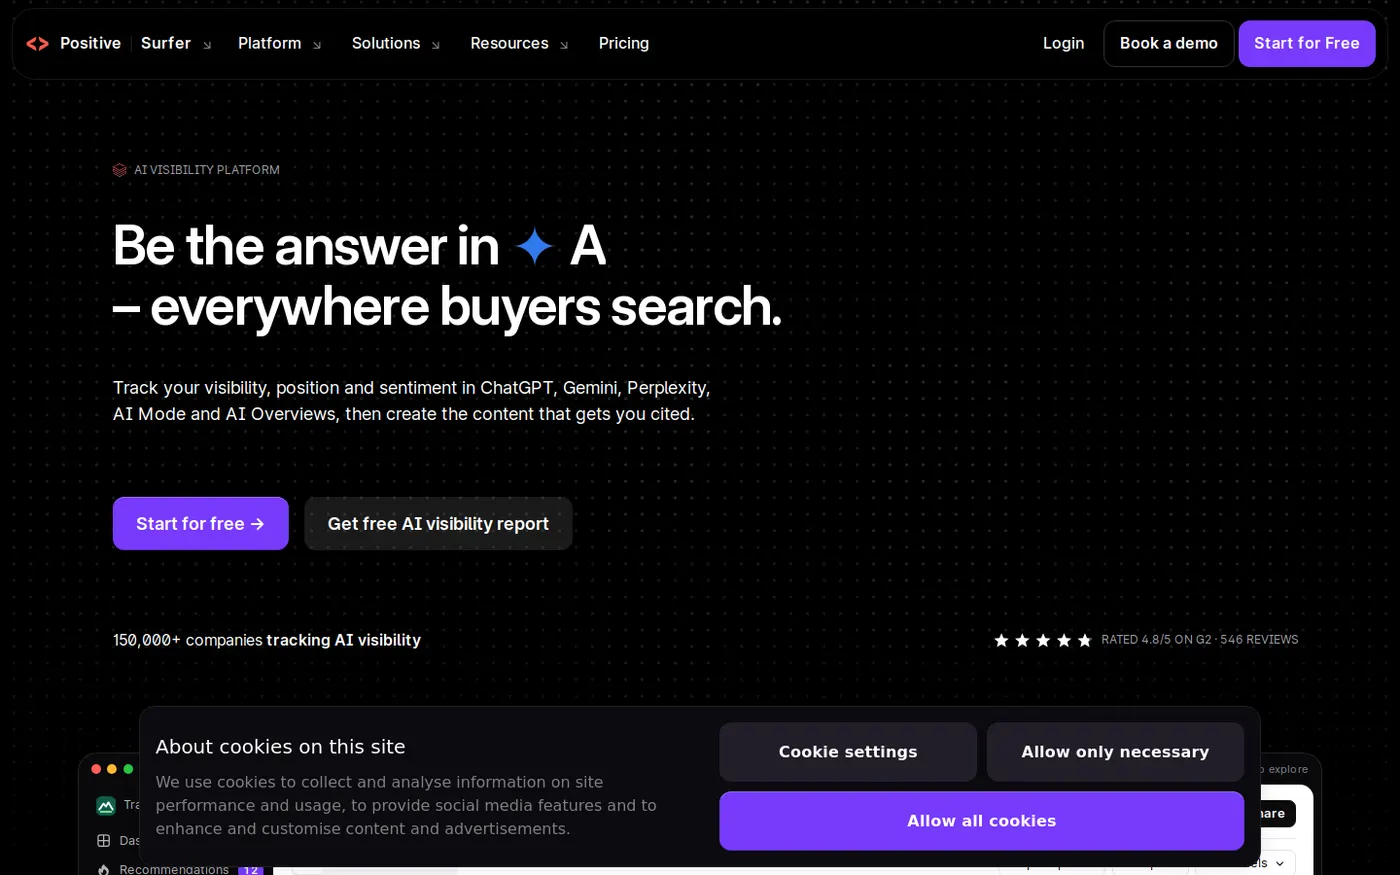 Positive Surfer Platform Solutions Resources Pricing Login Book a demo Start for Free
AI VISIBILITY PLATFORM
Be the answer in A
– everywhere buyers search.
Track your visibility, position and sentiment in ChatGPT, Gemini, Perplexity,
AI Mode and AI Overviews, then create the content that gets you cited.
Start for free → Get free AI visibility report
150,000+ companies tracking AI visibility
RATED 4.8/5 ON G2 · 546 REVIEWS
About cookies on this site
We use cookies to collect and analyse information on site
performance and usage, to provide social media features and to
enhance and customise content and advertisements.
Cookie settings Allow only necessary
Allow all cookies
explore
Recommendations 12